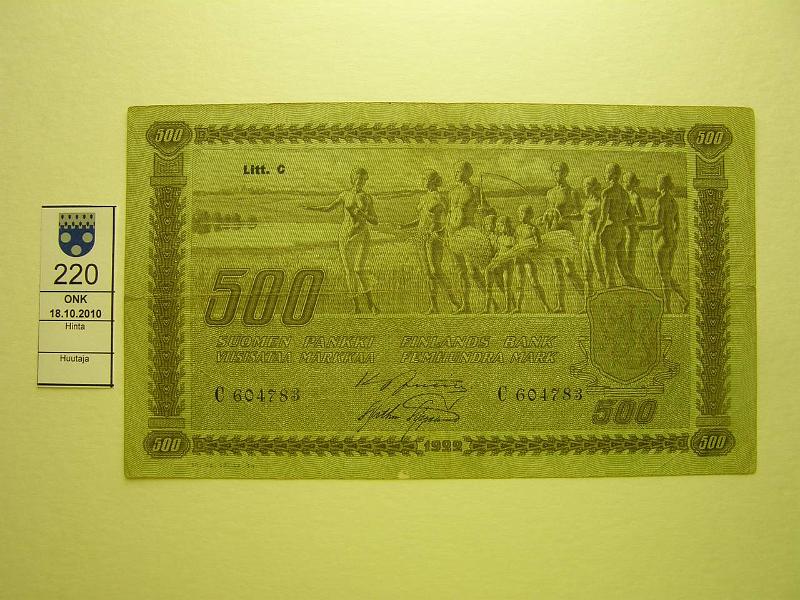 220
ONK
18.10.2010
Hinta
Huutaja
500 500
Litt. C
500
SUOMEN PANKKI FINLANDS BANK
VIISISATAA MARKKAA FEMHUNDRA MARK
C 604783 C 604783
500
500 1922 500